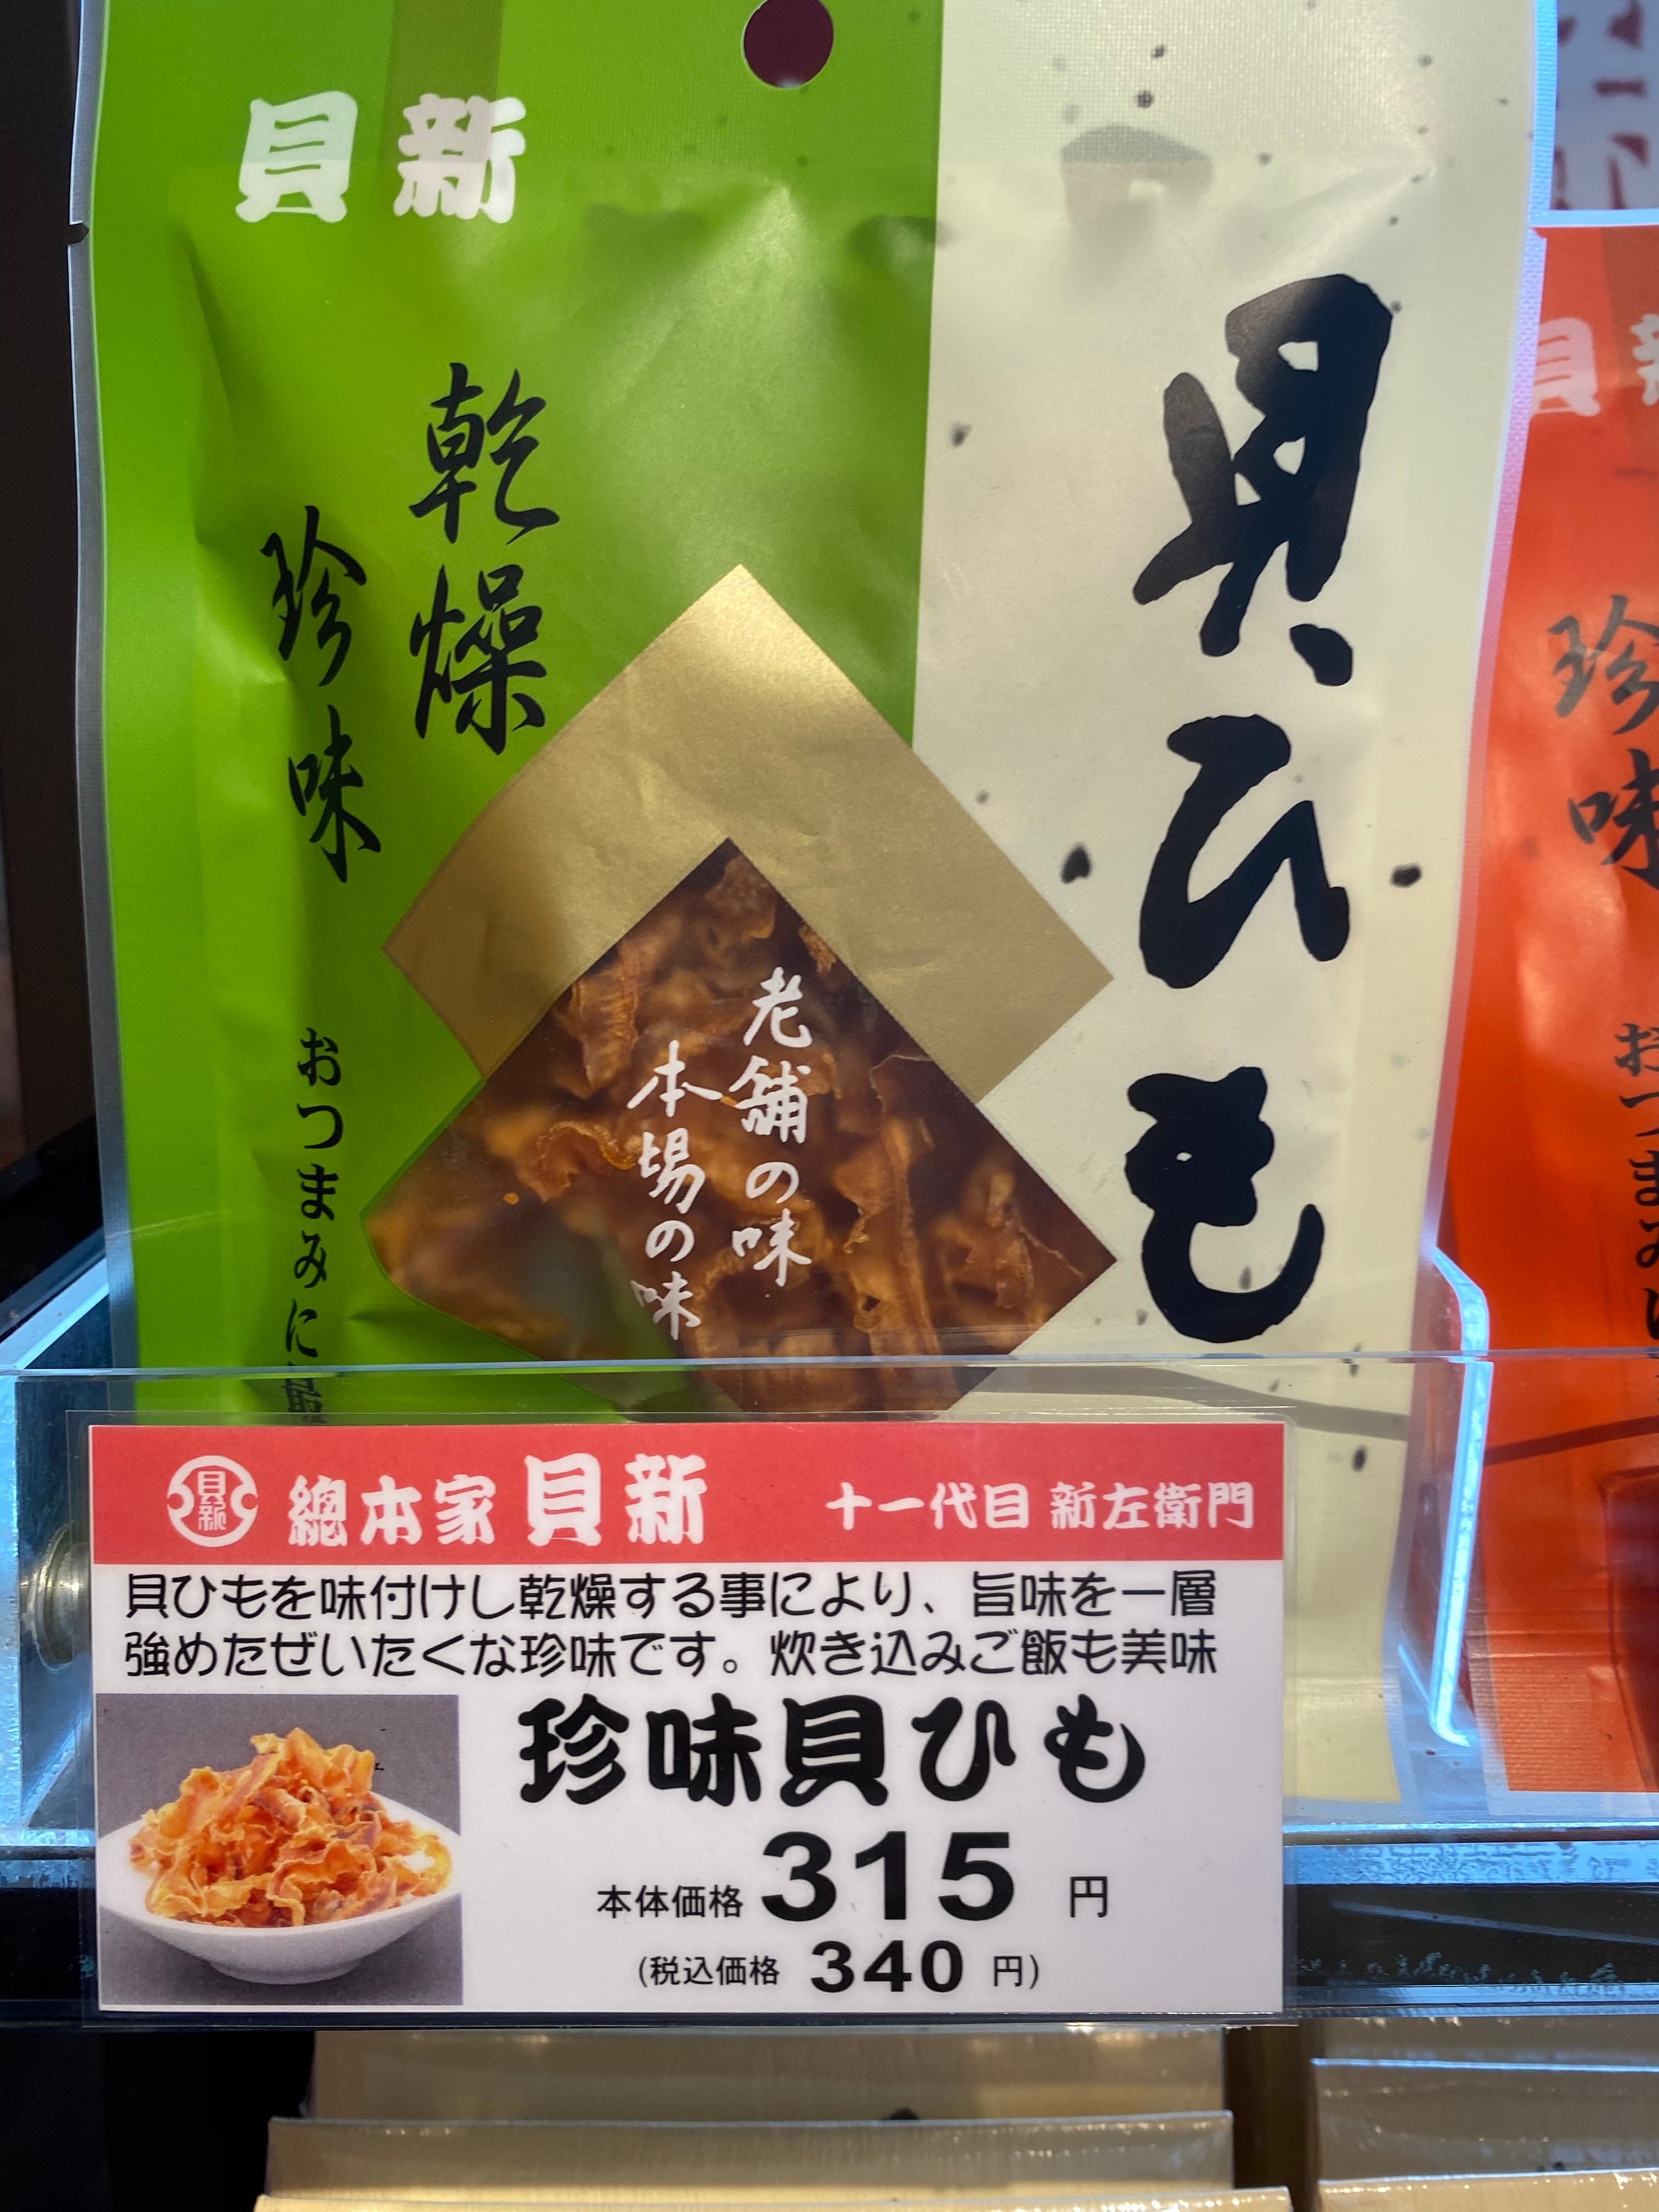 貝新
貝ひも
乾燥
珍味
おつまみに
老舗の味
本場の味
貝
珍味
貝新
總本家 貝新 十一代目 新左衛門
貝ひもを味付けし乾燥する事により、旨味を一層
強めたぜいたくな珍味です。炊き込みご飯も美味
珍味貝ひも
本体価格 315 円
(税込価格 340 円)